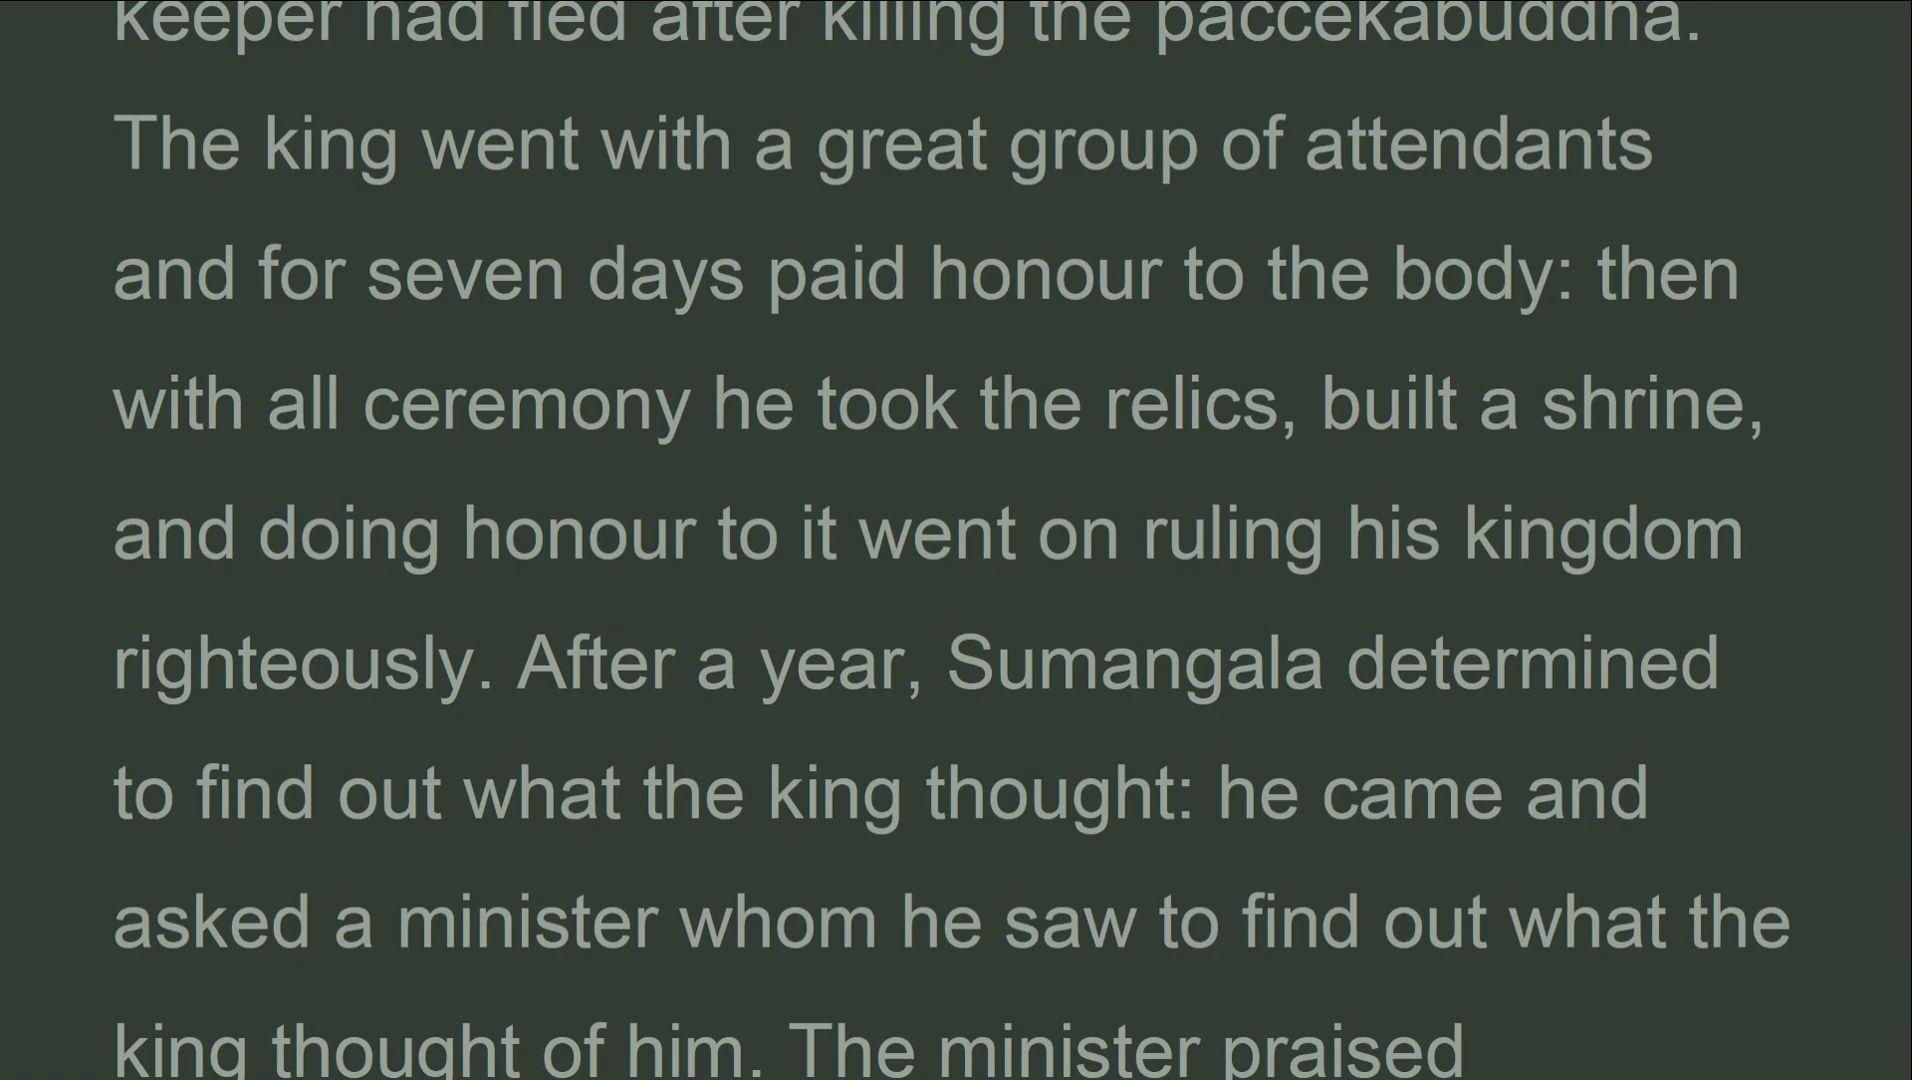 keeper had fled after killing the paccekabuddha.
The king went with a great group of attendants
and for seven days paid honour to the body: then
with all ceremony he took the relics, built a shrine,
and doing honour to it went on ruling his kingdom
righteously. After a year, Sumangala determined
to find out what the king thought: he came and
asked a minister whom he saw to find out what the
king thought of him. The minister praised